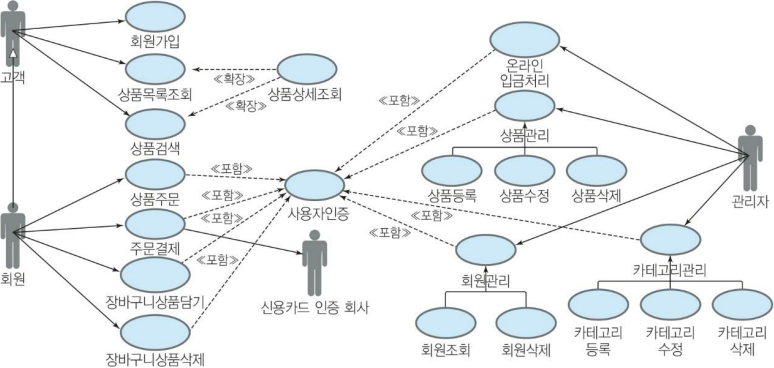 고객
회원가입
상품목록조회
≪확장≫
≪확장≫
상품상세조회
상품검색
상품주문
≪포함≫
주문결제
≪포함≫
≪포함≫
≪포함≫
회원
장바구니상품담기
장바구니상품삭제
사용자인증
신용카드 인증 회사
온라인
입금처리
≪포함≫
상품관리
≪포함≫
상품등록
상품수정
상품삭제
관리자
≪포함≫
≪포함≫
회원관리
회원조회
회원삭제
카테고리관리
카테고리
등록
카테고리
수정
카테고리
삭제